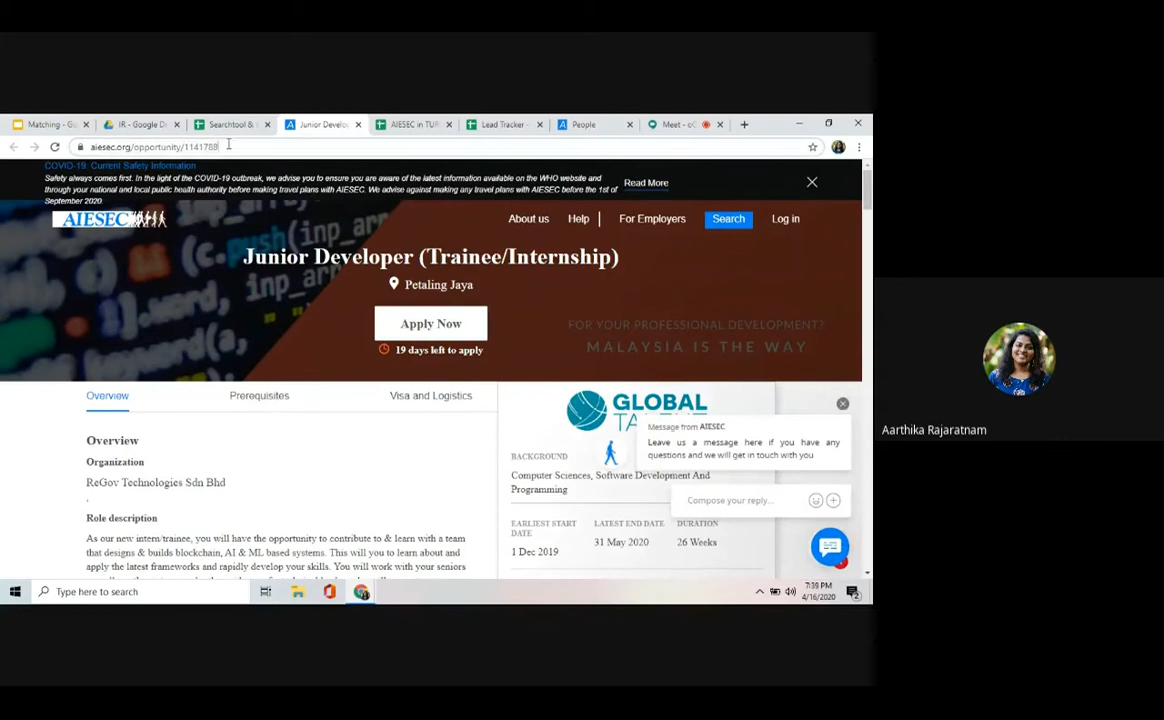 Matching - Gu
IR - Google Dr
Searchtool &
Junior Develo
AIESEC in TUR
Lead Tracker -
People
Meet - o
aiesec.org/opportunity/1141788
COVID-19: Current Safety Information
Safety always comes first. In the light of the COVID-19 outbreak, we advise you to ensure you are aware of the latest information available on the WHO website and
through your national and local public health authority before making travel plans with AIESEC. We advise against making any travel plans with AIESEC before the 1st of
September 2020.
Read More
AIESEC
About us
Help
For Employers
Search
Log in
Junior Developer (Trainee/Internship)
Petaling Jaya
Apply Now
19 days left to apply
FOR YOUR PROFESSIONAL DEVELOPMENT?
MALAYSIA IS THE WAY
Overview
Prerequisites
Visa and Logistics
Overview
Organization
ReGov Technologies Sdn Bhd
.
Role description
As our new intern/trainee, you will have the opportunity to contribute to & learn with a team
that designs & builds blockchain, AI & ML based systems. This will you to learn about and
apply the latest frameworks and rapidly develop your skills. You will work with your seniors
GLOBAL
TALENT
BACKGROUND
Computer Sciences, Software Development And
Programming
EARLIEST START
DATE
1 Dec 2019
LATEST END DATE
31 May 2020
DURATION
26 Weeks
Message from AIESEC
Leave us a message here if you have any
questions and we will get in touch with you
Compose your reply...
Type here to search
7:39 PM
4/16/2020
2
Aarthika Rajaratnam